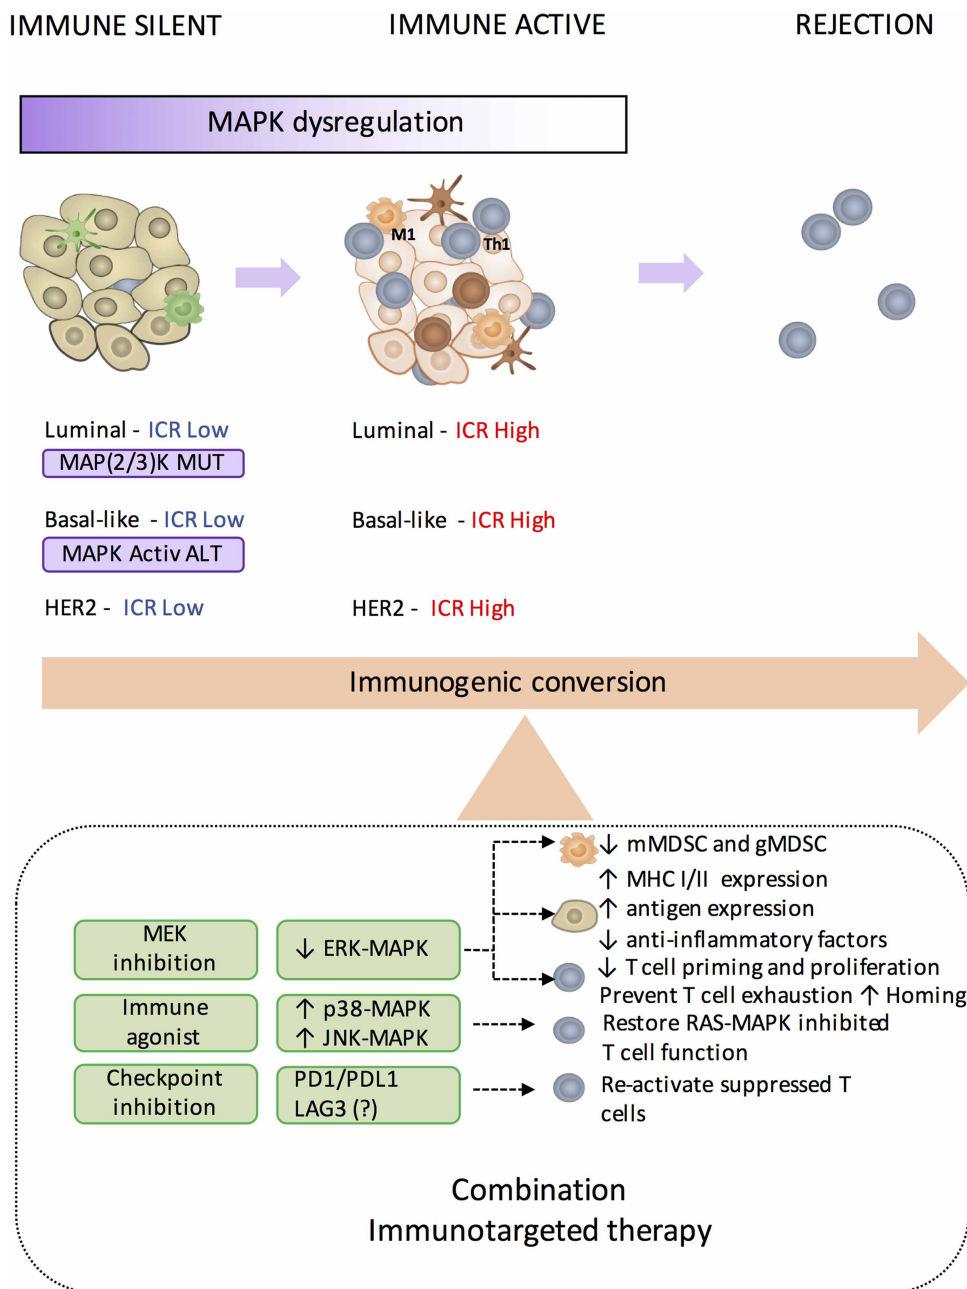 IMMUNE SILENT
IMMUNE ACTIVE
REJECTION
MAPK dysregulation
M1
Th1
Luminal - ICR Low
Luminal - ICR High
MAP(2/3)K MUT
Basal-like - ICR Low
Basal-like - ICR High
MAPK Activ ALT
HER2 - ICR Low
HER2 - ICR High
Immunogenic conversion
MEK
inhibition
↓ ERK-MAPK
↓ mMDSC and gMDSC
↑ MHC I/II expression
↑ antigen expression
↓ anti-inflammatory factors
↓ T cell priming and proliferation
Prevent T cell exhaustion ↑ Homing
Immune
agonist
↑ p38-MAPK
↑ JNK-MAPK
Restore RAS-MAPK inhibited
T cell function
Checkpoint
inhibition
PD1/PDL1
LAG3 (?)
Re-activate suppressed T
cells
Combination
Immunotargeted therapy